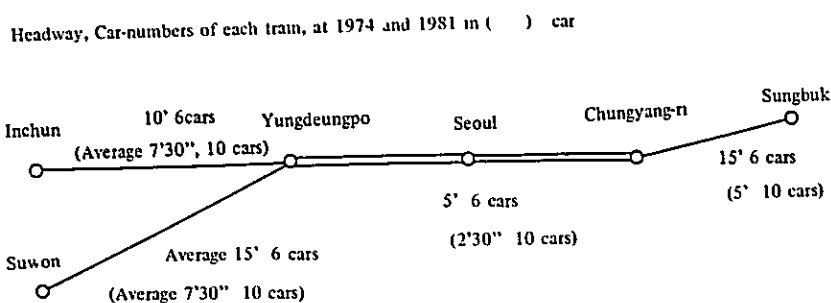 Headway, Car-numbers of each train, at 1974 and 1981 in ( ) car
Sungbuk
Chungyang-ri
Inchun
10' 6cars
Yungdeungpo
Seoul
(Average 7'30", 10 cars)
15' 6 cars
(5' 10 cars)
5' 6 cars
(2'30" 10 cars)
Suwon
Average 15' 6 cars
(Average 7'30" 10 cars)